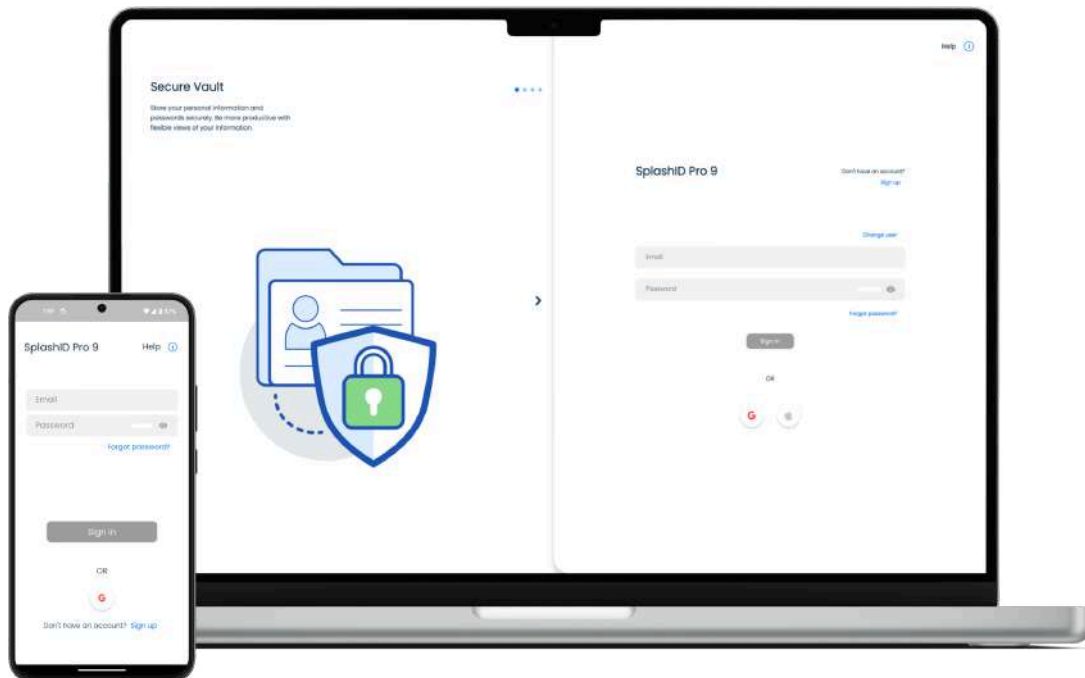 Help
Secure Vault
Store your personal information and
passwords securely. Be more productive with
flexible views of your information.
SplashID Pro 9
Don't have an account?
Sign up
Change user
Email
Password
Forgot password?
Sign in
OR
G
SplashID Pro 9
Help
Email
Password
Forgot password?
Sign in
OR
G
Don't have an account? Sign up